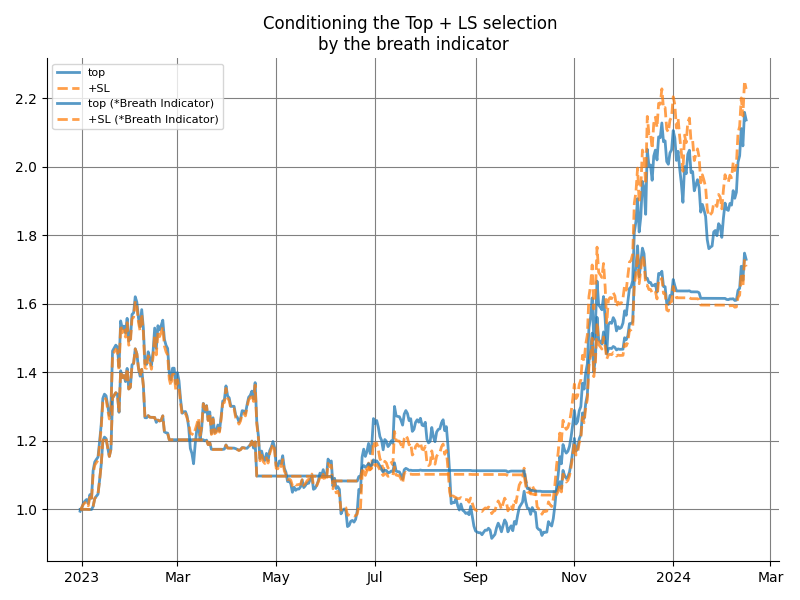 Conditioning the Top + LS selection
by the breath indicator
top
+SL
top (*Breath Indicator)
+SL (*Breath Indicator)
2.2
2.0
1.8
1.6
1.4
1.2
1.0
2023 Mar May Jul Sep Nov 2024 Mar